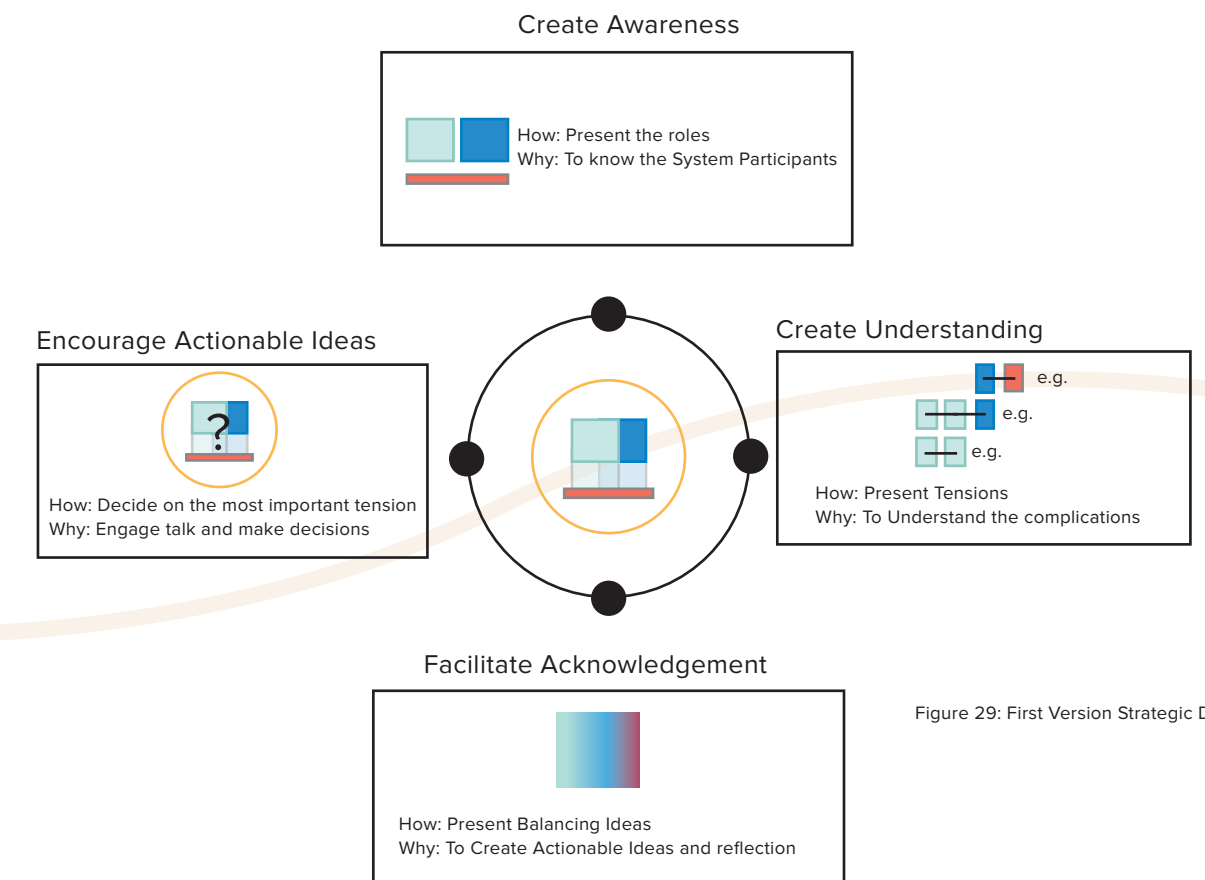 Create Awareness
How: Present the roles
Why: To know the System Participants
Encourage Actionable Ideas
?
How: Decide on the most important tension
Why: Engage talk and make decisions
Create Understanding
e.g.
e.g.
e.g.
How: Present Tensions
Why: To Understand the complications
Facilitate Acknowledgement
How: Present Balancing Ideas
Why: To Create Actionable Ideas and reflection
Figure 29: First Version Strategic